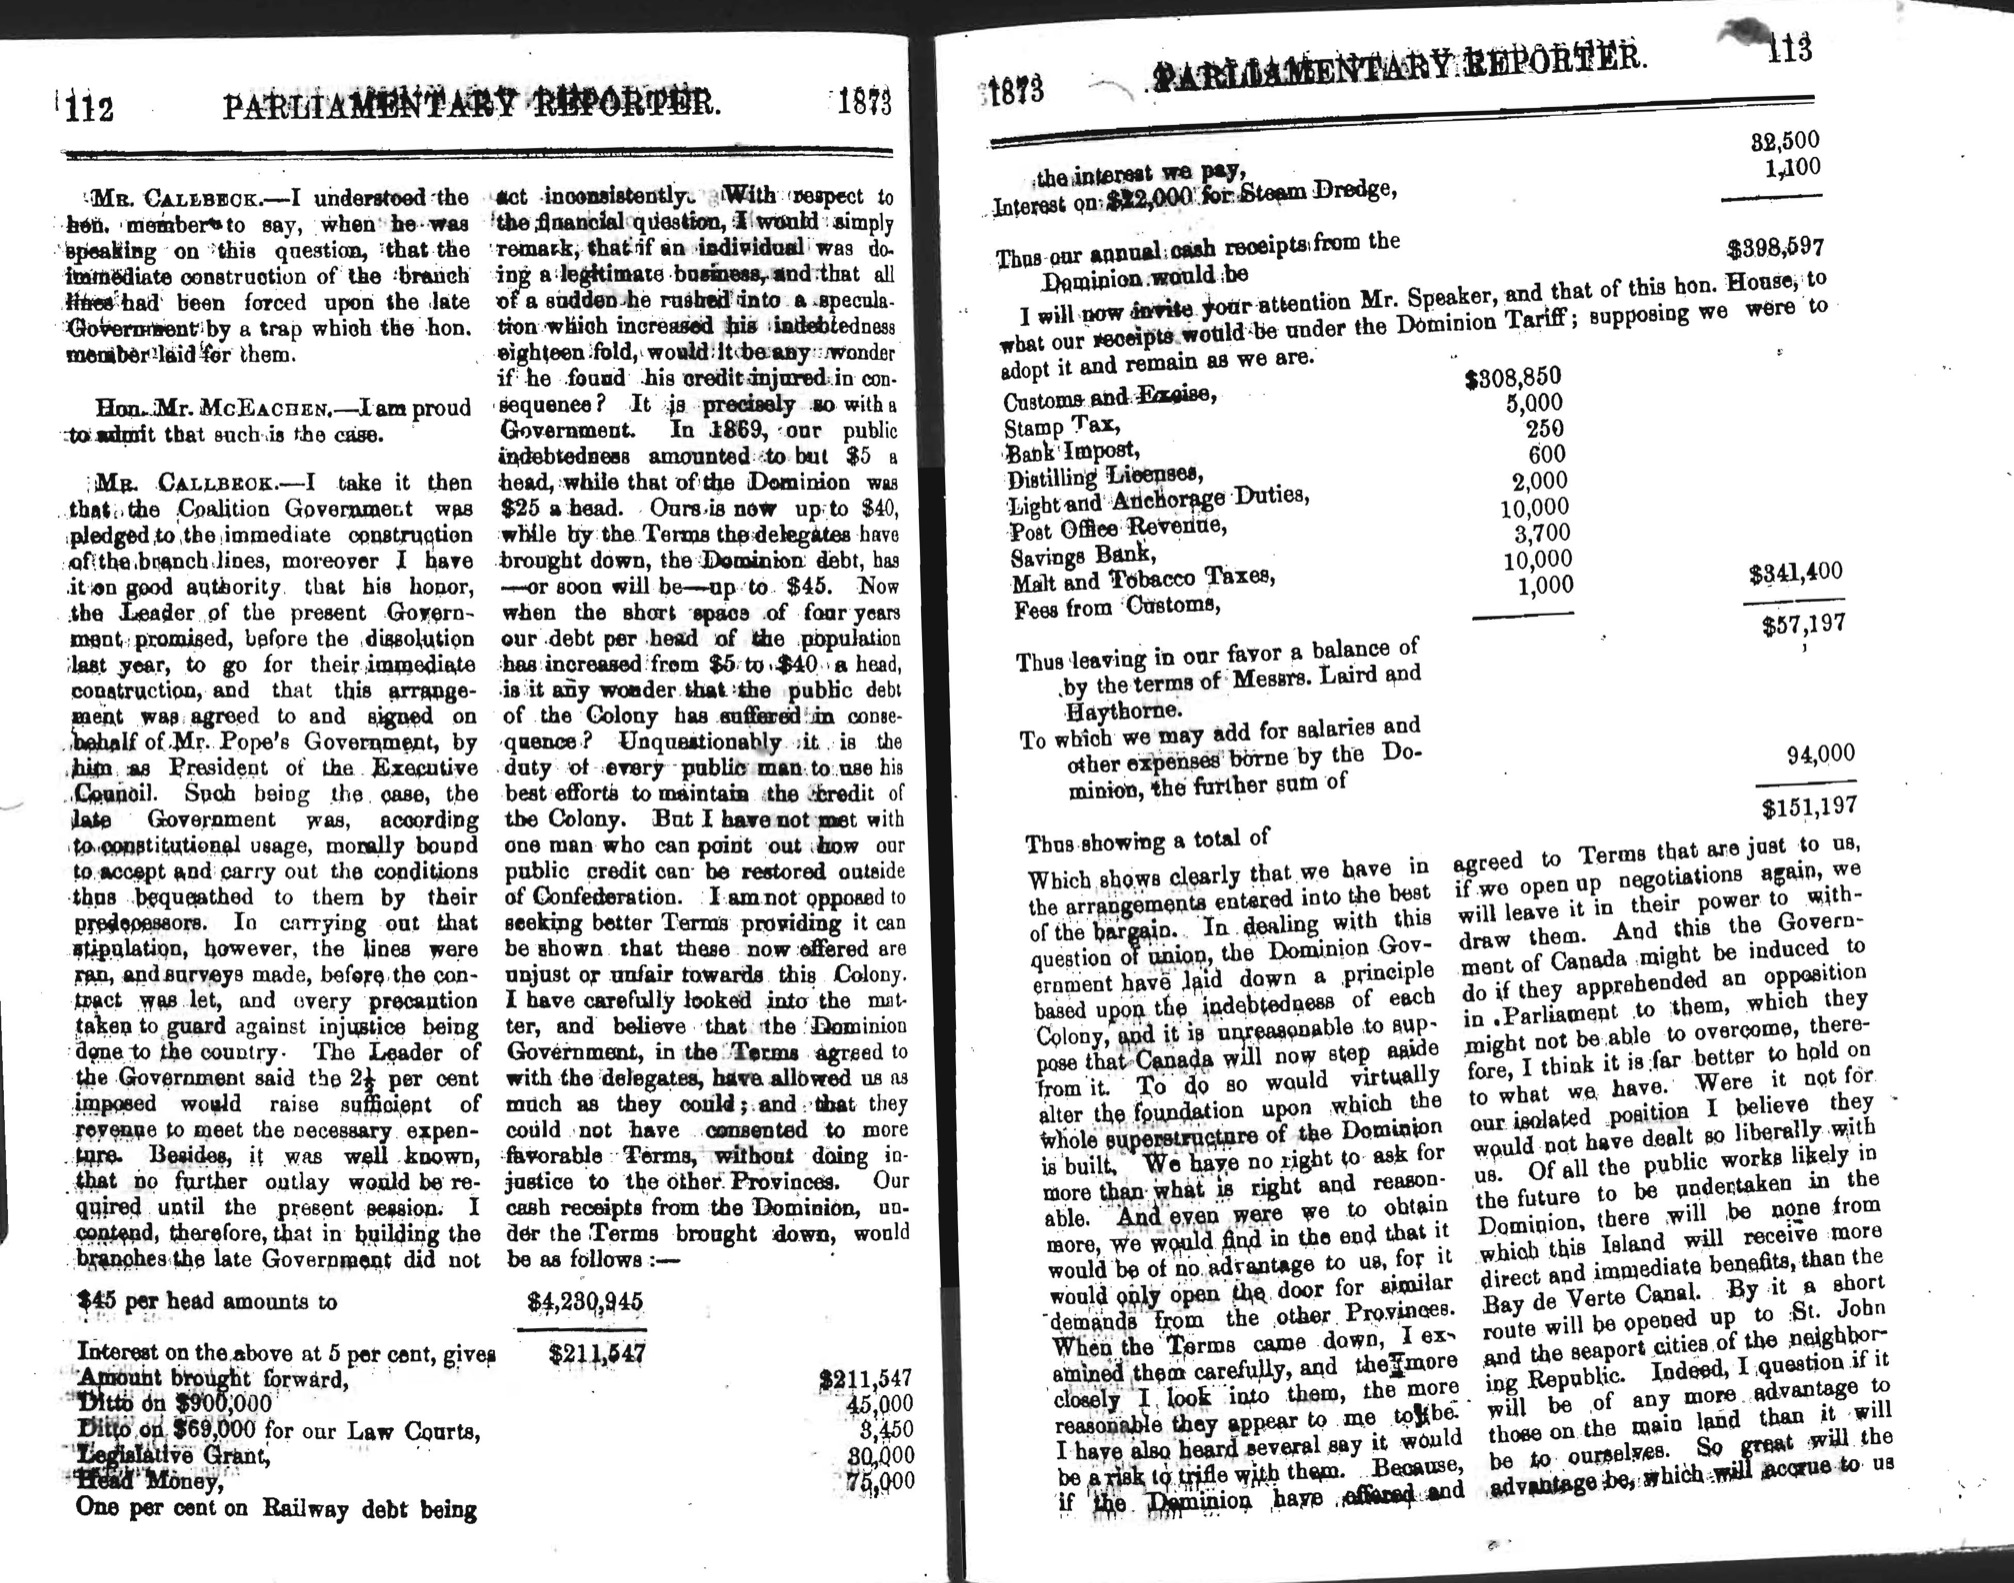 112 PARLIAMENTARY REPORTER. 1873
MR. CALLBECK.—I understood the
hon. member to say, when he was
speaking on this question, that the
immediate construction of the branch
lines had been forced upon the late
Government by a trap which the hon.
member laid for them.
Hon. Mr. MCEACHEN.—I am proud
to admit that such is the case.
MR. CALLBECK.—I take it then
that the Coalition Government was
pledged to the immediate construction
of the branch lines, moreover I have
it on good authority that his honor,
the Leader of the present Govern-
ment promised, before the dissolution
last year, to go for their immediate
construction, and that this arrange-
ment was agreed to and signed on
behalf of Mr. Pope's Government, by
him as President of the Executive
Council. Such being the case, the
late Government was, according
to constitutional usage, morally bound
to accept and carry out the conditions
thus bequeathed to them by their
predecessors. In carrying out that
stipulation, however, the lines were
ran, and surveys made, before the con-
tract was let, and every precaution
taken to guard against injustice being
done to the country. The Leader of
the Government said the 2½ per cent
imposed would raise sufficient of
revenue to meet the necessary expen-
ture. Besides, it was well known,
that no further outlay would be re-
quired until the present session. I
contend, therefore, that in building the
branches the late Government did not
act inconsistently. With respect to
the financial question, I would simply
remark, that if an individual was do-
ing a legitimate business, and that all
of a sudden he rushed into a specula-
tion which increased his indebtedness
eighteen fold, would it be any wonder
if he found his credit injured in con-
sequence? It is precisely so with a
Government. In 1869, our public
indebtedness amounted to but $5 a
head, while that of the Dominion was
$25 a head. Ours is now up to $40,
while by the Terms the delegates have
brought down, the Dominion debt, has
—or soon will be—up to $45. Now
when the short space of four years
our debt per head of the population
has increased from $5 to $40 a head,
is it any wonder that the public debt
of the Colony has suffered in conse-
quence? Unquestionably it is the
duty of every public man to use his
best efforts to maintain the credit of
the Colony. But I have not met with
one man who can point out how our
public credit can be restored outside
of Confederation. I am not opposed to
seeking better Terms providing it can
be shown that these now offered are
unjust or unfair towards this Colony.
I have carefully looked into the mat-
ter, and believe that the Dominion
Government, in the Terms agreed to
with the delegates, have allowed us as
much as they could; and that they
could not have consented to more
favorable Terms, without doing in-
justice to the other Provinces. Our
cash receipts from the Dominion, un-
der the Terms brought down, would
be as follows :—
$45 per head amounts to $4,230,945
Interest on the above at 5 per cent, gives $211,547
Amount brought forward, $211,547
Ditto on $900,000 45,000
Ditto on $69,000 for our Law Courts, 3,450
Legislative Grant, 30,000
Head Money, 75,000
One per cent on Railway debt being
1873 PARLIAMENTARY REPORTER. 113
the interest we pay, 32,500
Interest on $22,000 for Steam Dredge, 1,100
Thus our annual cash receipts from the
Dominion would be $398,597
I will now invite your attention Mr. Speaker, and that of this hon. House, to
what our receipts would be under the Dominion Tariff; supposing we were to
adopt it and remain as we are.
Customs and Excise, $308,850
Stamp Tax, 5,000
Bank Impost, 250
Distilling Licenses, 600
Light and Anchorage Duties, 2,000
Post Office Revenue, 10,000
Savings Bank, 3,700
Malt and Tobacco Taxes, 10,000
Fees from Customs, 1,000 $341,400
Thus leaving in our favor a balance of $57,197
by the terms of Messrs. Laird and
Haythorne.
To which we may add for salaries and
other expenses borne by the Do-
minion, the further sum of 94,000
Thus showing a total of $151,197
Which shows clearly that we have in
the arrangements entered into the best
of the bargain. In dealing with this
question of union, the Dominion Gov-
ernment have laid down a principle
based upon the indebtedness of each
Colony, and it is unreasonable to sup-
pose that Canada will now step aside
from it. To do so would virtually
alter the foundation upon which the
whole superstructure of the Dominion
is built. We have no right to ask for
more than what is right and reason-
able. And even were we to obtain
more, we would find in the end that it
would be of no advantage to us, for it
would only open the door for similar
demands from the other Provinces.
When the Terms came down, I ex-
amined them carefully, and the more
closely I look into them, the more
reasonable they appear to me to be.
I have also heard several say it would
be a risk to trifle with them. Because,
if the Dominion have offered and
agreed to Terms that are just to us,
if we open up negotiations again, we
will leave it in their power to with-
draw them. And this the Govern-
ment of Canada might be induced to
do if they apprehended an opposition
in Parliament to them, which they
might not be able to overcome, there-
fore, I think it is far better to hold on
to what we have. Were it not for
our isolated position I believe they
would not have dealt so liberally with
us. Of all the public works likely in
the future to be undertaken in the
Dominion, there will be none from
which this Island will receive more
direct and immediate benefits, than the
Bay de Verte Canal. By it a short
route will be opened up to St. John
and the seaport cities of the neighbor-
ing Republic. Indeed, I question if it
will be of any more advantage to
those on the main land than it will
be to ourselves. So great will the
advantage be, which will accrue to us